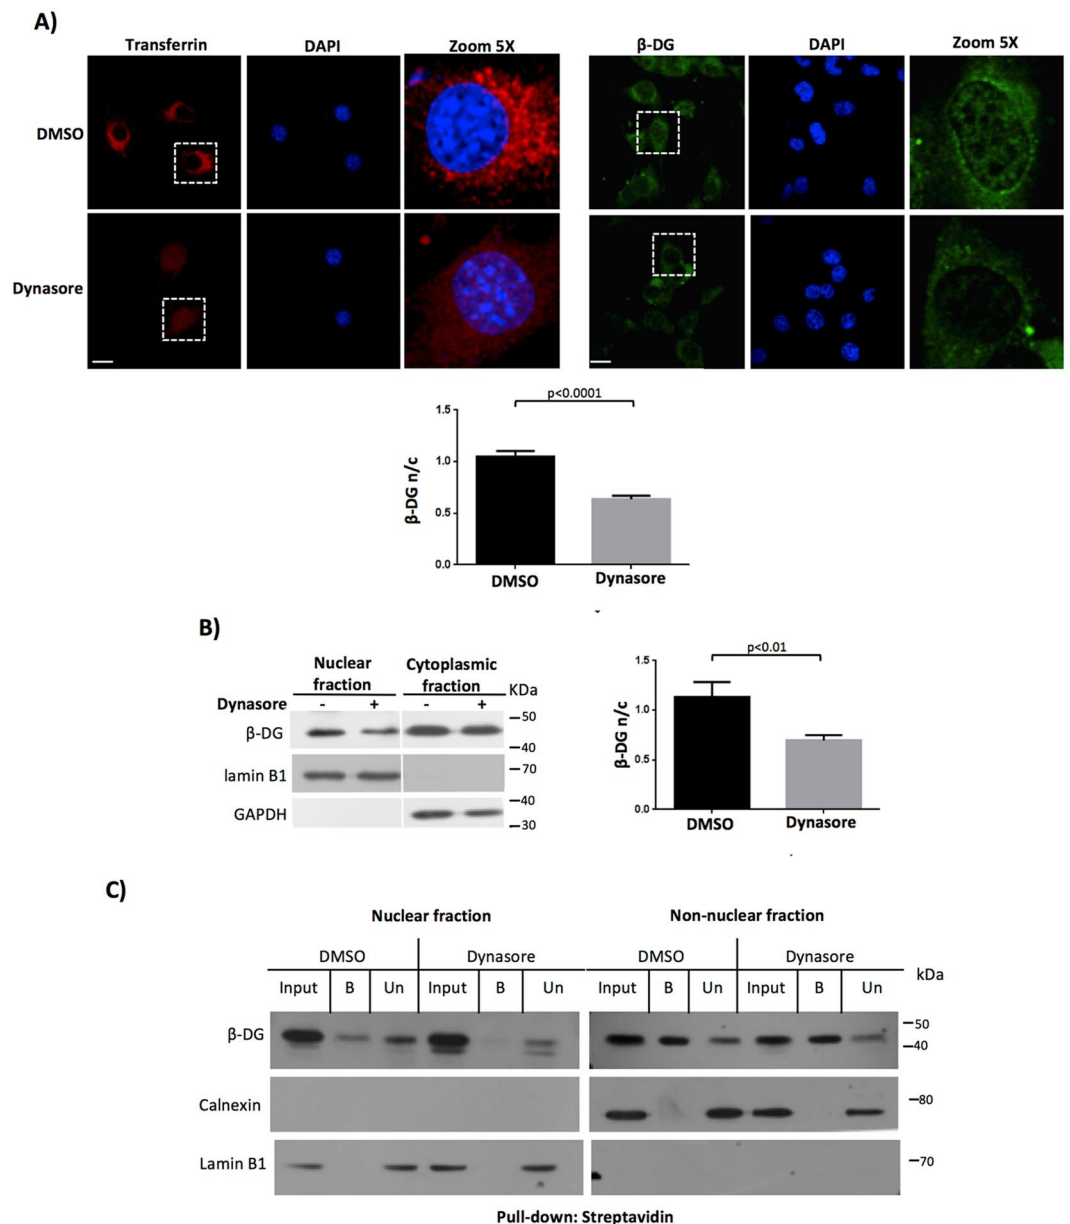 A)
Transferrin DAPI Zoom 5X β-DG DAPI Zoom 5X
DMSO
Dynasore
p<0.0001
1.5
1.0
0.5
0.0
β-DG n/c
DMSO Dynasore
B)
Nuclear fraction Cytoplasmic fraction KDa
Dynasore - + - +
β-DG
50
40
lamin B1
70
GAPDH
40
30
p<0.01
1.5
1.0
0.5
0.0
β-DG n/c
DMSO Dynasore
C)
Nuclear fraction Non-nuclear fraction
DMSO Dynasore DMSO Dynasore
kDa
Input B Un Input B Un Input B Un Input B Un
β-DG
50
40
Calnexin
80
Lamin B1
70
Pull-down: Streptavidin